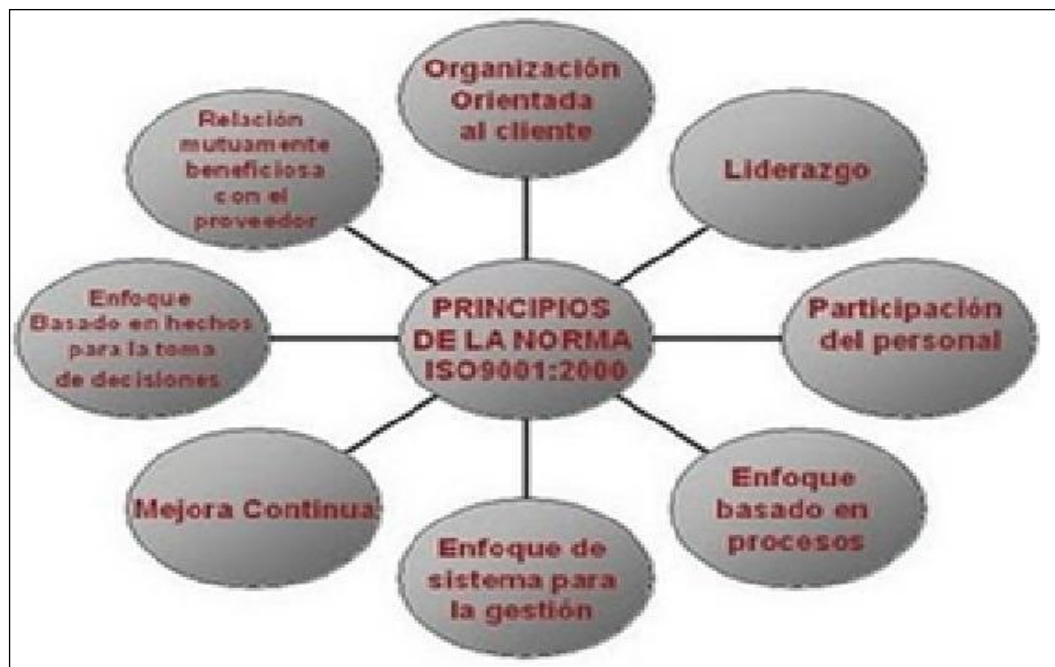 Organización
Orientada
al cliente
Relación
mutuamente
beneficiosa
con el
proveedor
Liderazgo
Enfoque
Basado en hechos
para la toma
de decisiones
PRINCIPIOS
DE LA NORMA
ISO9001:2000
Participación
del personal
Mejora Continua
Enfoque
basado en
procesos
Enfoque de
sistema para
la gestión